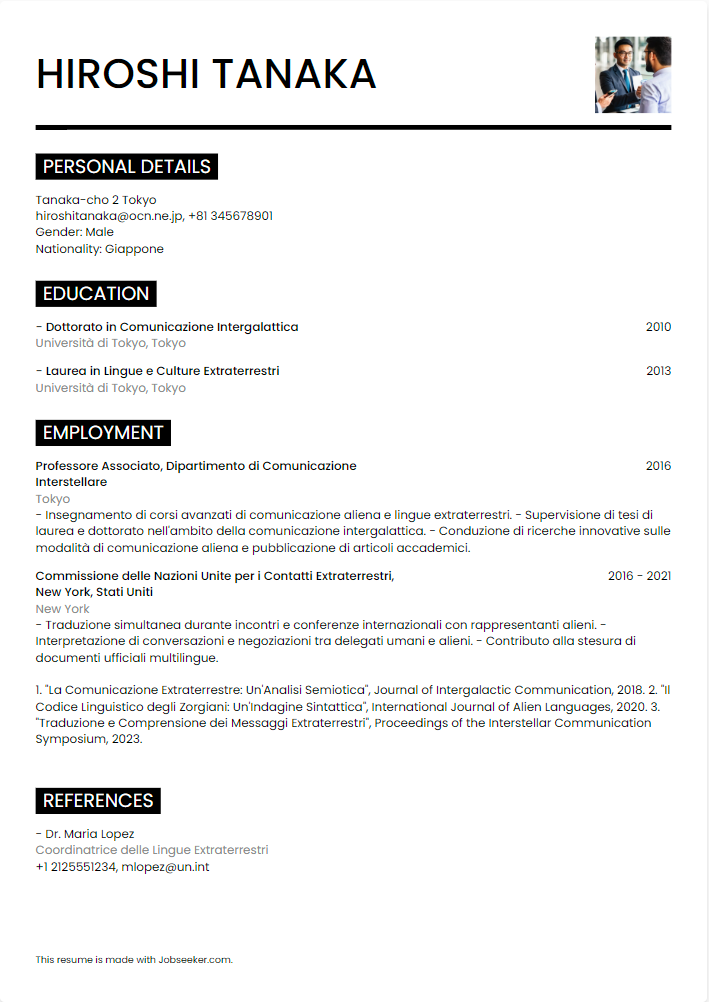 HIROSHI TANAKA
PERSONAL DETAILS
Tanaka-cho 2 Tokyo
hiroshitanaka@ocn.ne.jp, +81 345678901
Gender: Male
Nationality: Giappone
EDUCATION
- Dottorato in Comunicazione Intergalattica 2010
Università di Tokyo, Tokyo
- Laurea in Lingue e Culture Extraterrestri 2013
Università di Tokyo, Tokyo
EMPLOYMENT
Professore Associato, Dipartimento di Comunicazione 2016
Interstellare
Tokyo
- Insegnamento di corsi avanzati di comunicazione aliena e lingue extraterrestri. - Supervisione di tesi di
laurea e dottorato nell'ambito della comunicazione intergalattica. - Conduzione di ricerche innovative sulle
modalità di comunicazione aliena e pubblicazione di articoli accademici.
Commissione delle Nazioni Unite per i Contatti Extraterrestri, 2016 - 2021
New York, Stati Uniti
New York
- Traduzione simultanea durante incontri e conferenze internazionali con rappresentanti alieni. -
Interpretazione di conversazioni e negoziazioni tra delegati umani e alieni. - Contributo alla stesura di
documenti ufficiali multilingue.
1. "La Comunicazione Extraterrestre: Un'Analisi Semiotica", Journal of Intergalactic Communication, 2018. 2. "Il
Codice Linguistico degli Zorgiani: Un'Indagine Sintattica", International Journal of Alien Languages, 2020. 3.
"Traduzione e Comprensione dei Messaggi Extraterrestri", Proceedings of the Interstellar Communication
Symposium, 2023.
REFERENCES
- Dr. Maria Lopez
Coordinatrice delle Lingue Extraterrestri
+1 2125551234, mlopez@un.int
This resume is made with Jobseeker.com.